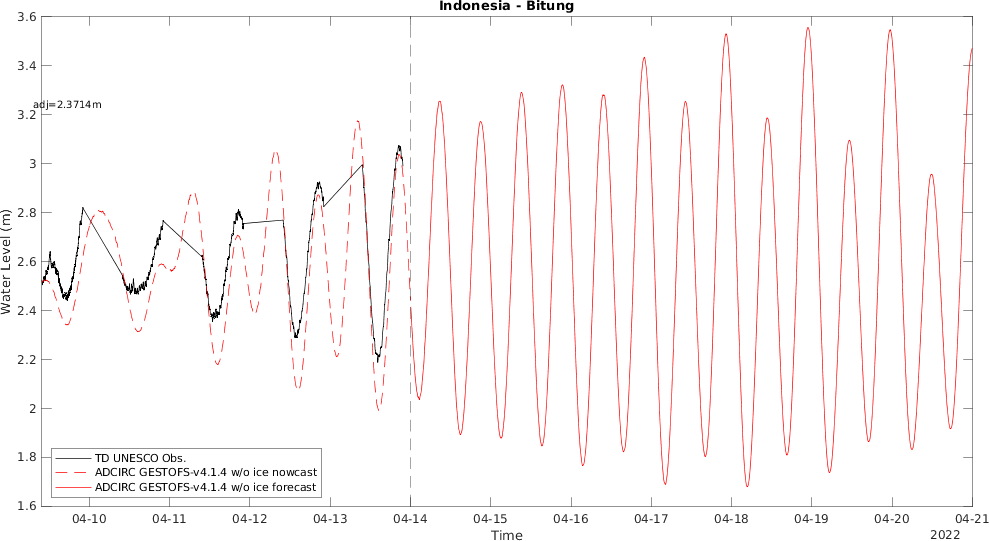 Indonesia - Bitung
3.6
3.4
adj=2.3714m
3.2
3
2.8
2.6
2.4
2.2
2
1.8
1.6
Water Level (m)
TD UNESCO Obs.
ADCIRC GESTOFS-v4.1.4 w/o ice nowcast
ADCIRC GESTOFS-v4.1.4 w/o ice forecast
04-10 04-11 04-12 04-13 04-14 04-15 04-16 04-17 04-18 04-19 04-20 04-21
Time
2022